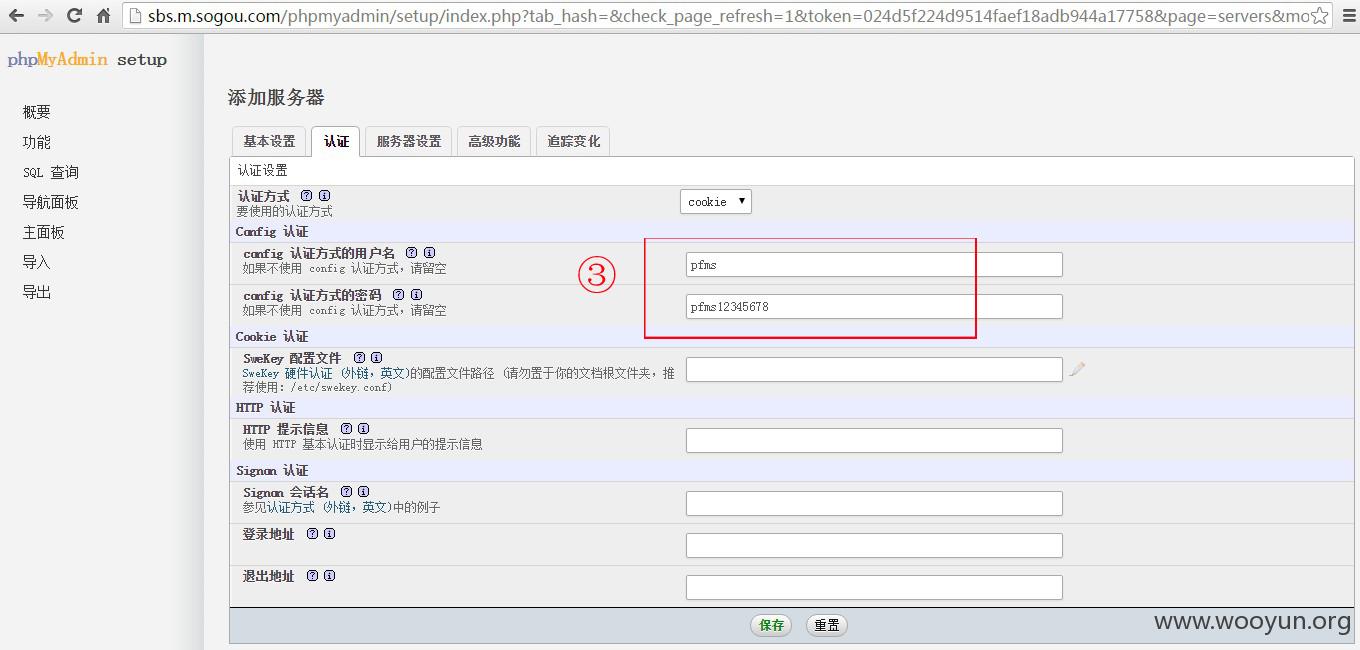 sbs.m.sogou.com/phpmyadmin/setup/index.php?tab_hash=&check_page_refresh=1&token=024d5f224d9514faef18adb944a17758&page=servers&mo
phpMyAdmin setup
概要
功能
SQL 查询
导航面板
主面板
导入
导出
添加服务器
基本设置 认证 服务器设置 高级功能 追踪变化
认证设置
认证方式
要使用的认证方式
cookie
Config 认证
config 认证方式的用户名
如果不使用 config 认证方式，请留空
pfms
③
config 认证方式的密码
如果不使用 config 认证方式，请留空
pfms12345678
Cookie 认证
SweKey 配置文件
SweKey 硬件认证 (外链，英文)的配置文件路径 (请勿置于你的文档根文件夹，推
荐使用: /etc/swekey.conf)
HTTP 认证
HTTP 提示信息
使用 HTTP 基本认证时显示给用户的提示信息
Signon 认证
Signon 会话名
参见认证方式 (外链，英文)中的例子
登录地址
退出地址
保存 重置
www.wooyun.org